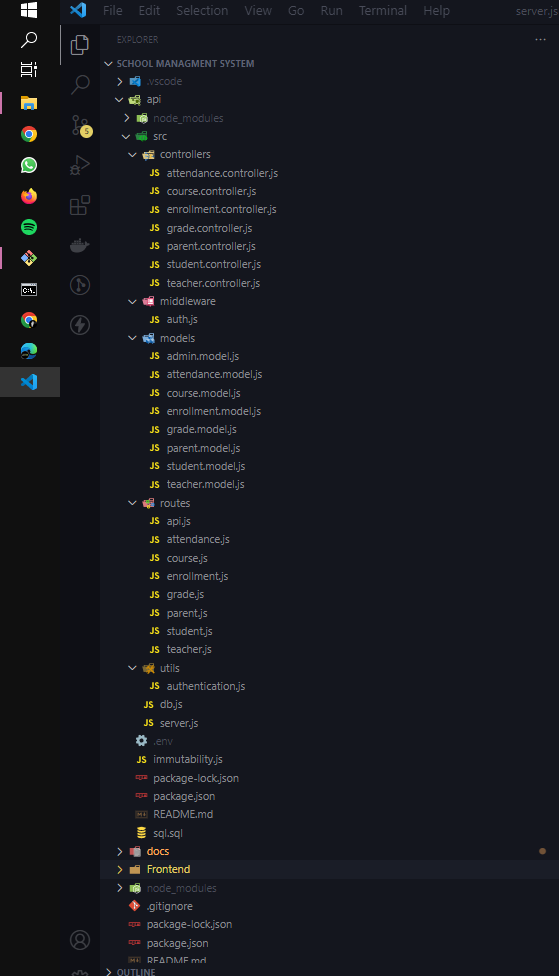 File Edit Selection View Go Run Terminal Help server.js
EXPLORER
SCHOOL MANAGMENT SYSTEM
.vscode
api
node_modules
src
controllers
JS attendance.controller.js
JS course.controller.js
JS enrollment.controller.js
JS grade.controller.js
JS parent.controller.js
JS student.controller.js
JS teacher.controller.js
middleware
JS auth.js
models
JS admin.model.js
JS attendance.model.js
JS course.model.js
JS enrollment.model.js
JS grade.model.js
JS parent.model.js
JS student.model.js
JS teacher.model.js
routes
JS api.js
JS attendance.js
JS course.js
JS enrollment.js
JS grade.js
JS parent.js
JS student.js
JS teacher.js
utils
JS authentication.js
JS db.js
JS server.js
.env
JS immutability.js
package-lock.json
package.json
README.md
sql.sql
docs
Frontend
node_modules
.gitignore
package-lock.json
package.json
README.md
OUTLINE
5
C:\_